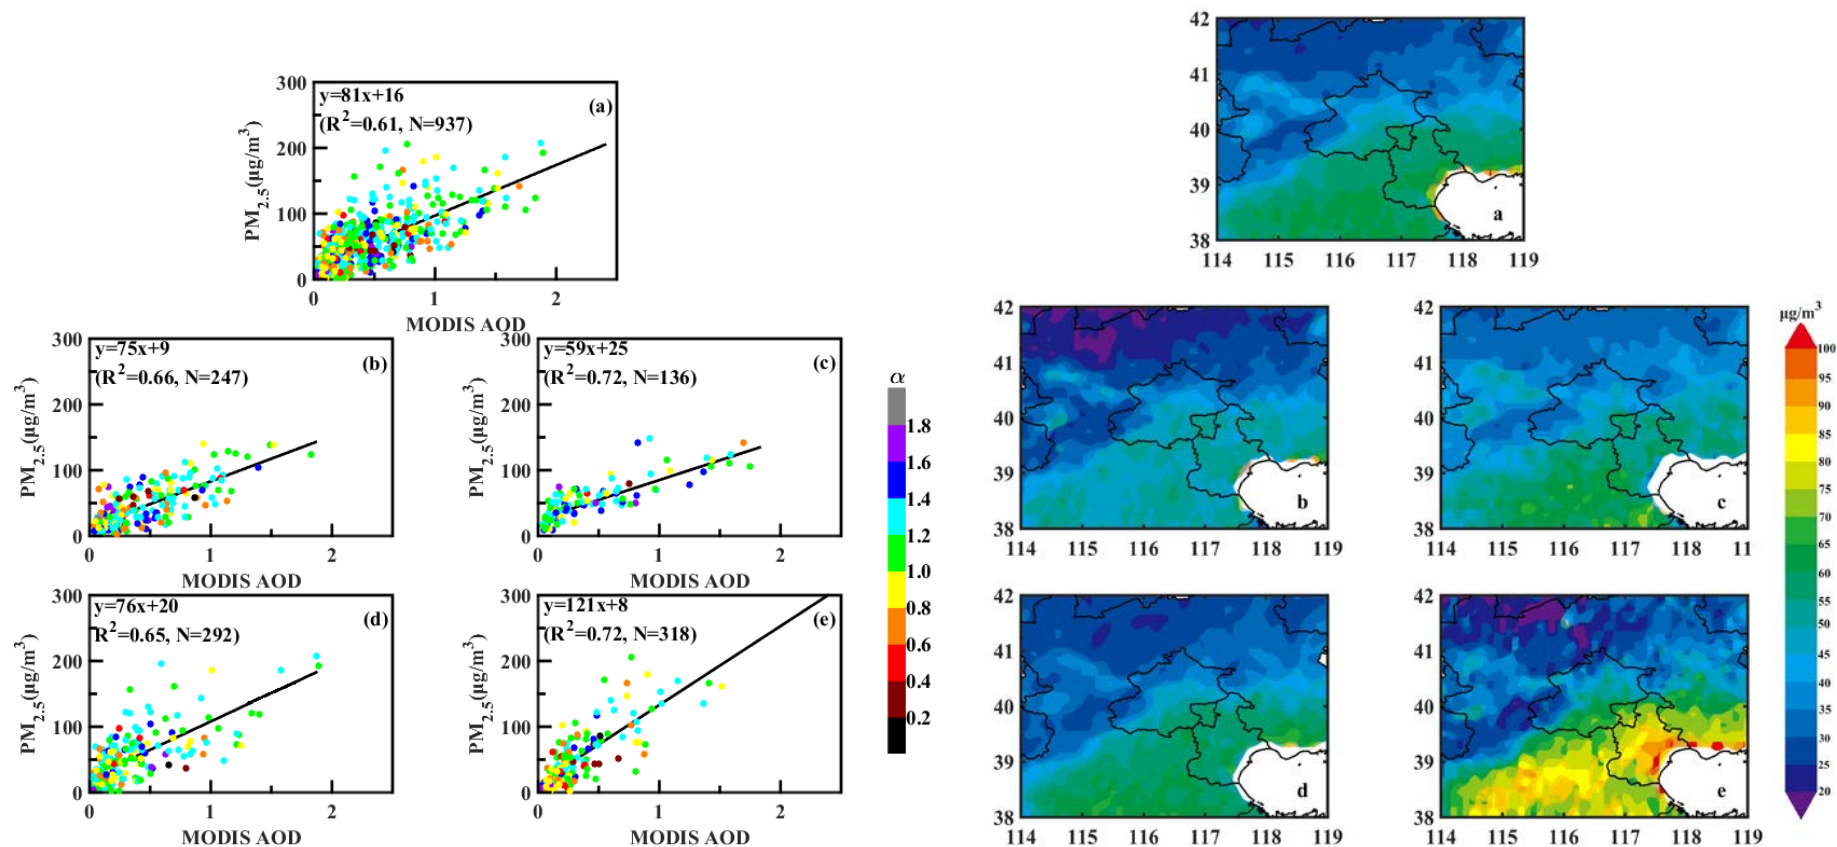 y=81x+16
(R²=0.61, N=937)
(a)
PM2.5(μg/m³)
300
200
100
0
0 1 2
MODIS AOD
y=75x+9
(R²=0.66, N=247)
(b)
PM2.5(μg/m³)
300
200
100
0
0 1 2
MODIS AOD
y=59x+25
(R²=0.72, N=136)
(c)
PM2.5(μg/m³)
300
200
100
0
0 1 2
MODIS AOD
y=76x+20
R²=0.65, N=292)
(d)
PM2.5(μg/m³)
300
200
100
0
0 1 2
MODIS AOD
y=121x+8
(R²=0.72, N=318)
(e)
PM2.5(μg/m³)
300
200
100
0
0 1 2
MODIS AOD
α
1.8
1.6
1.4
1.2
1.0
0.8
0.6
0.4
0.2
42
41
40
39
38
a
114 115 116 117 118 119
42
41
40
39
38
b
114 115 116 117 118 119
42
41
40
39
38
c
114 115 116 117 118 11
42
41
40
39
38
d
114 115 116 117 118 119
42
41
40
39
38
e
114 115 116 117 118 119
μg/m³
100
95
90
85
80
75
70
65
60
55
50
45
40
35
30
25
20